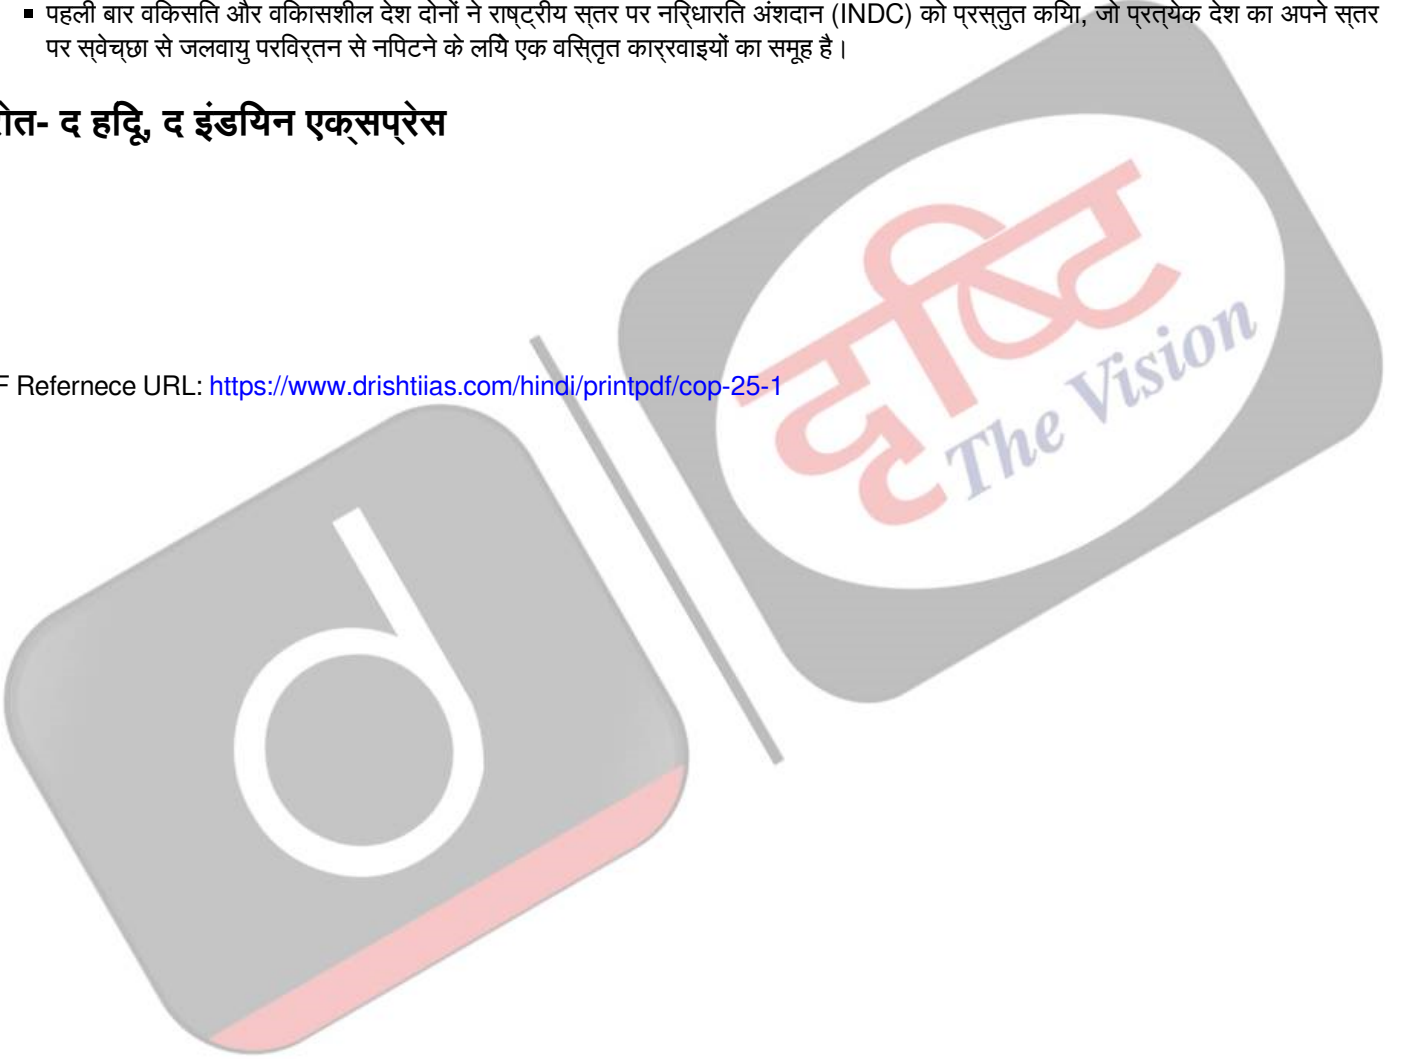 ▪ पहली बार विकसित और विकासशील देश दोनों ने राष्ट्रीय स्तर पर निर्धारित अंशदान (INDC) को प्रस्तुत किया, जो प्रत्येक देश का अपने स्तर
पर स्वेच्छा से जलवायु परिवर्तन से निपटने के लिये एक विस्तृत कार्रवाइयों का समूह है।
द हिंदू, द इंडियन एक्सप्रेस
Refernece URL: https://www.drishtiias.com/hindi/printpdf/cop-25-1
दृष्टि
The Vision
d